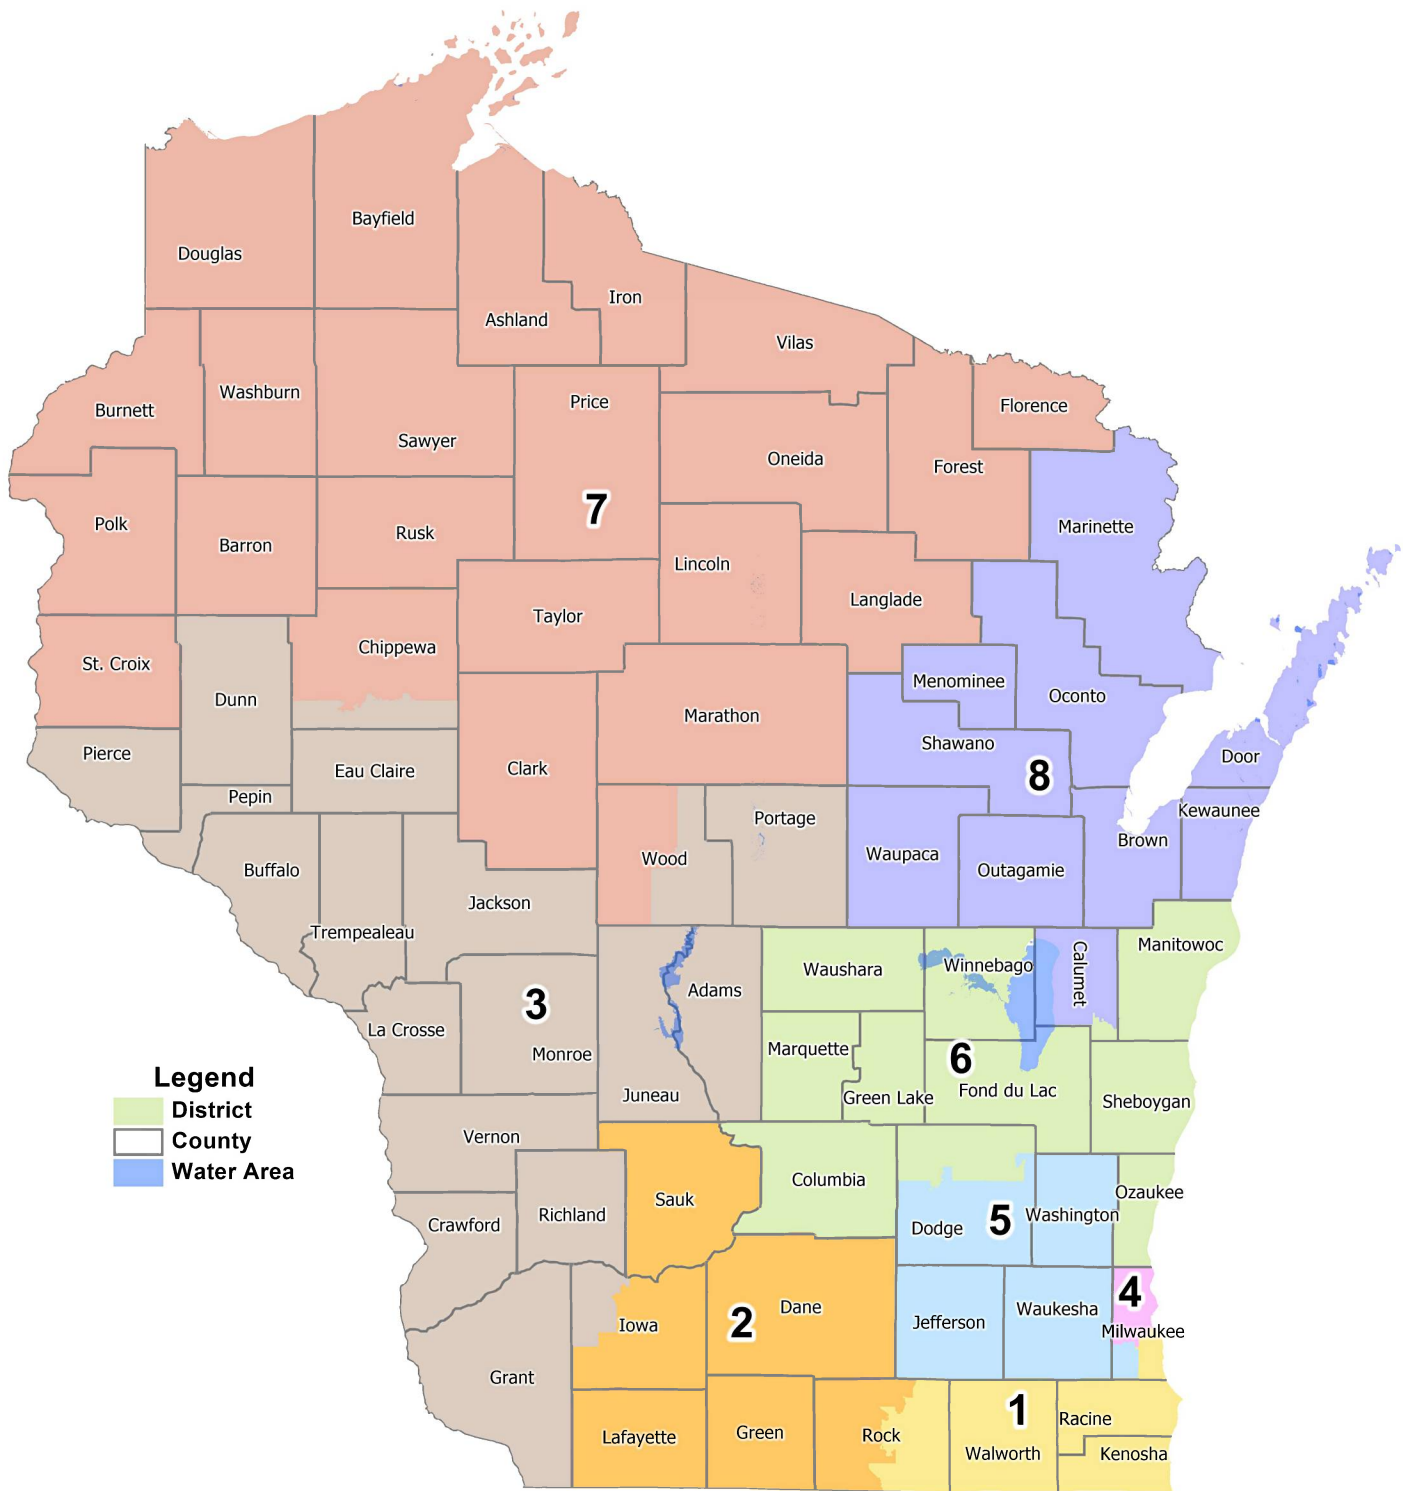 Bayfield
Douglas
Iron
Ashland
Vilas
Washburn
Price
Florence
Burnett
Sawyer
Oneida
Forest
7
Polk
Marinette
Rusk
Barron
Lincoln
Langlade
Taylor
Chippewa
St. Croix
Menominee
Oconto
Dunn
Marathon
Shawano
Pierce
Door
Clark
Eau Claire
8
Pepin
Kewaunee
Portage
Brown
Waupaca
Wood
Outagamie
Buffalo
Jackson
Trempealeau
Manitowoc
Winnebago
Waushara
Calumet
Adams
3
La Crosse
Marquette
Monroe
6
Legend
Fond du Lac
Juneau
Green Lake
Sheboygan
District
County
Vernon
Water Area
Columbia
Ozaukee
Sauk
Richland
Washington
5
Crawford
Dodge
4
Dane
Waukesha
2
Jefferson
Iowa
Milwaukee
Grant
1
Racine
Green
Rock
Lafayette
Walworth
Kenosha